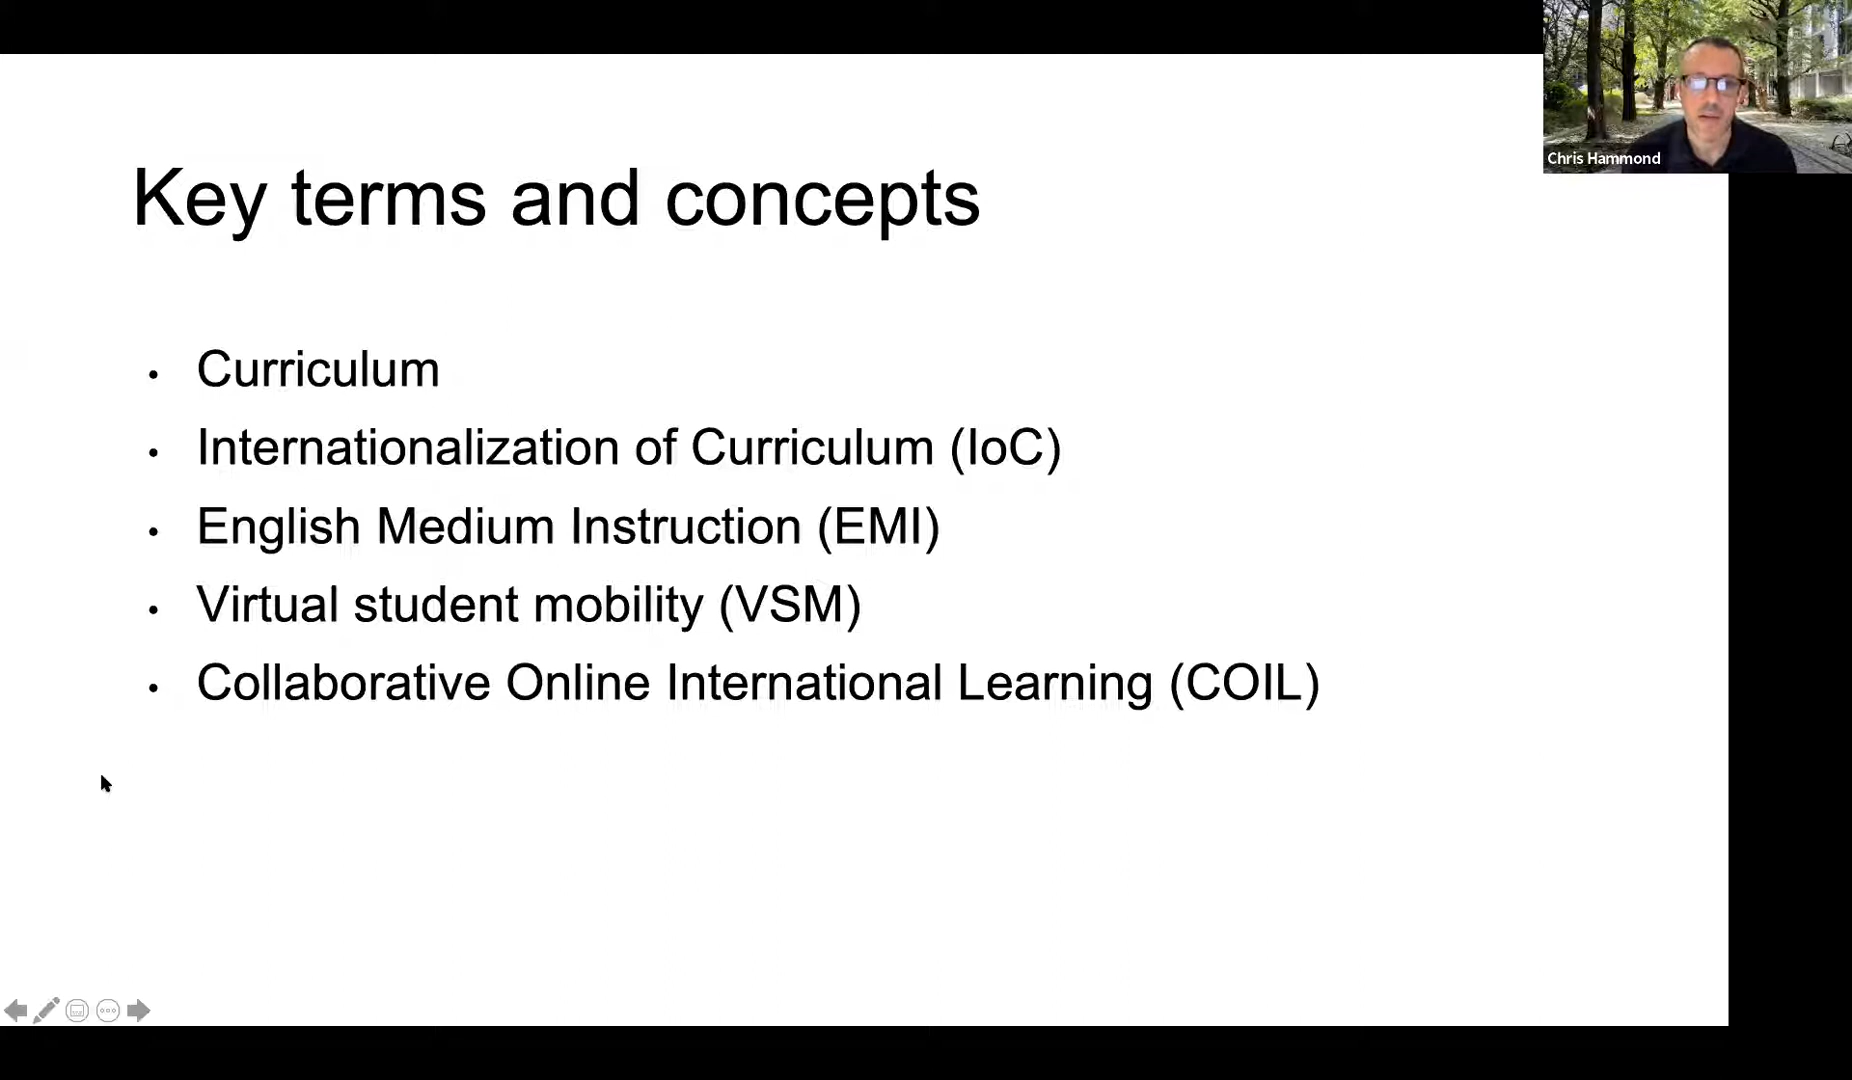 Chris Hammond
Key terms and concepts
• Curriculum
• Internationalization of Curriculum (IoC)
• English Medium Instruction (EMI)
• Virtual student mobility (VSM)
• Collaborative Online International Learning (COIL)